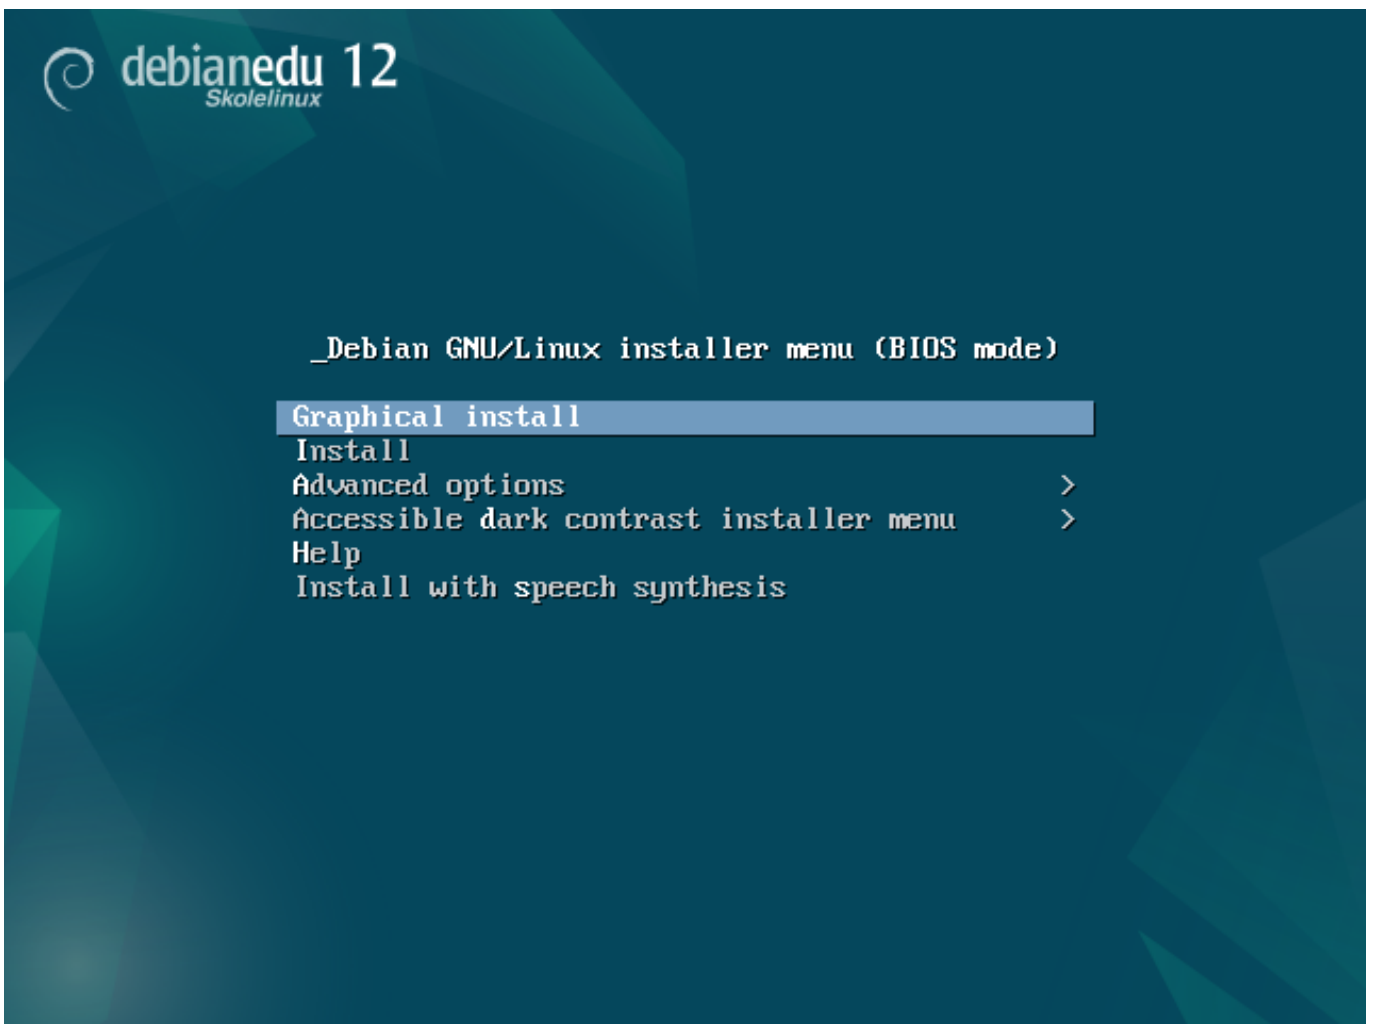 debianedu 12
Skolelinux
_Debian GNU/Linux installer menu (BIOS mode)
Graphical install
Install
Advanced options >
Accessible dark contrast installer menu >
Help
Install with speech synthesis